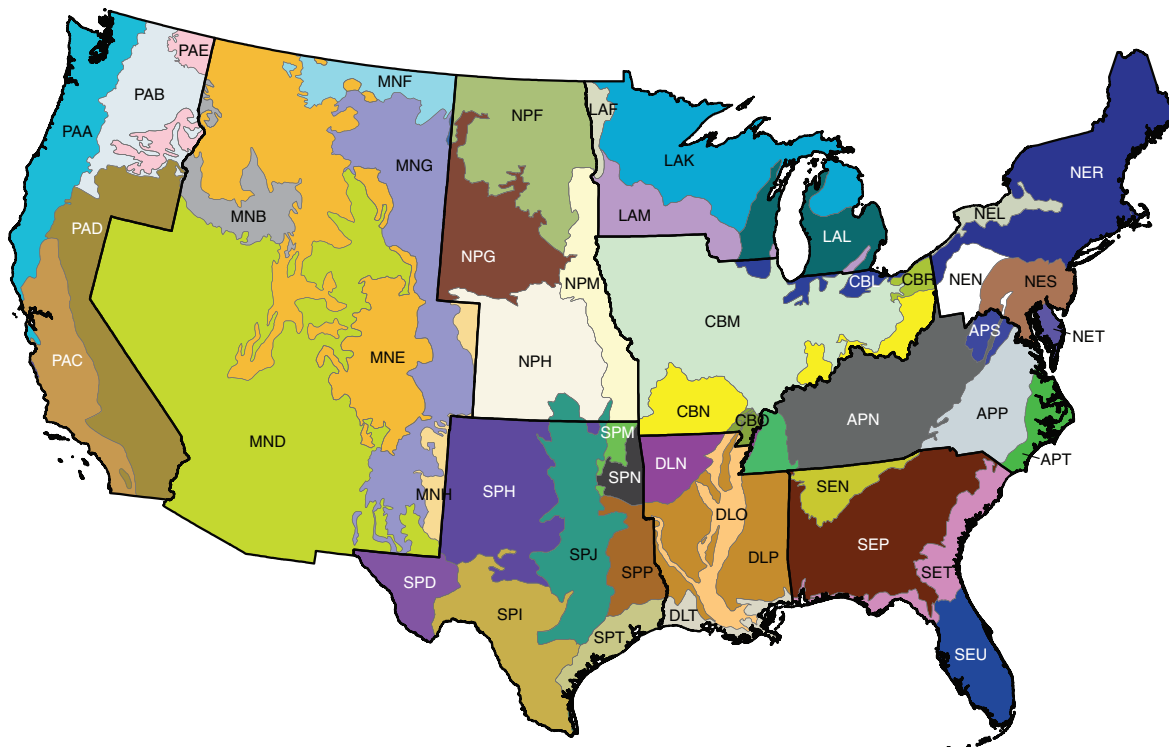 PAE
PAA
PAB
MNF
NPF
LAF
LAK
NER
MNG
MNB
NEL
LAM
PAD
LAL
NPG
NPM
CBL
CBR
NEN
NES
CBM
APS
NET
PAC
MNE
NPH
CBN
CBO
APN
APP
SPM
MND
DLN
APT
SPN
SEN
SPH
MNH
DLO
SPJ
SEP
SPP
DLP
SPD
SET
SPI
DLT
SPT
SEU